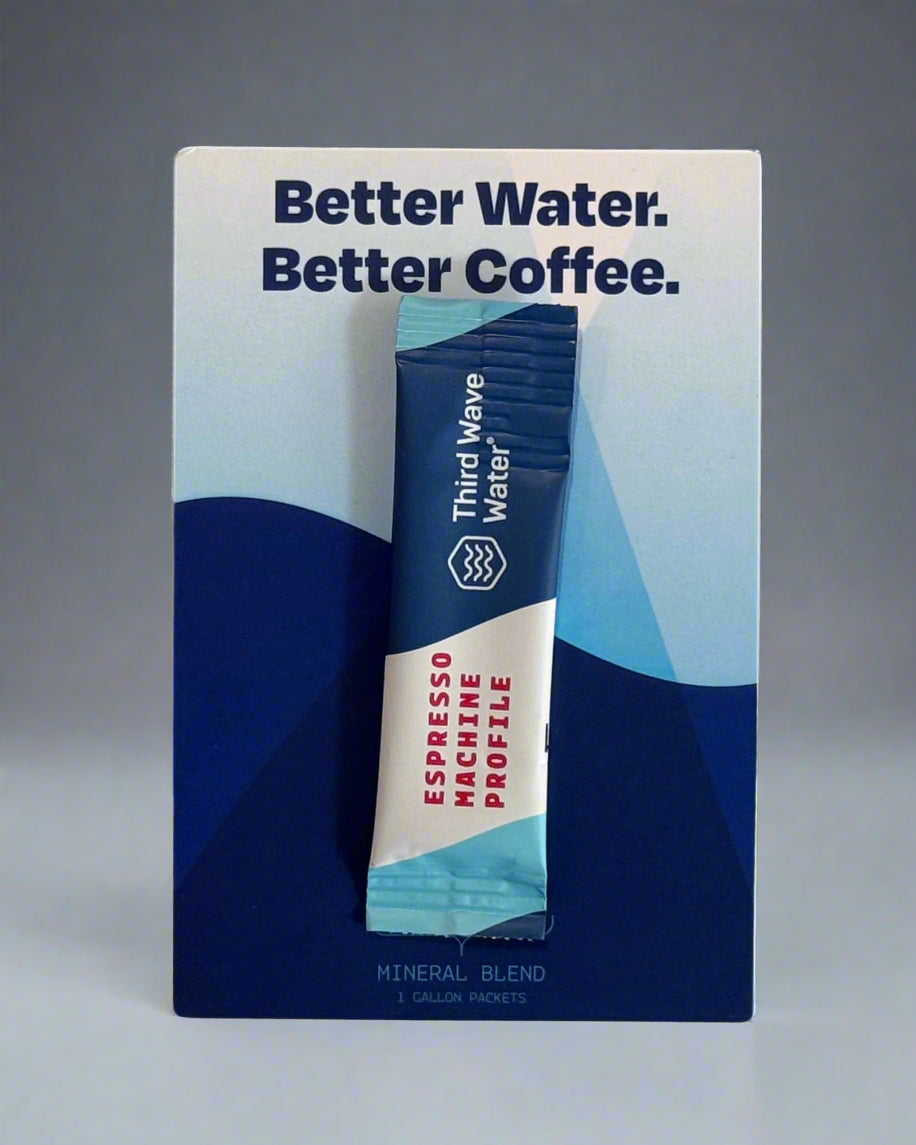 Better Water.
Better Coffee.
Third Wave
Water®
ESPRESSO
MACHINE
PROFILE
MINERAL BLEND
1 GALLON PACKETS